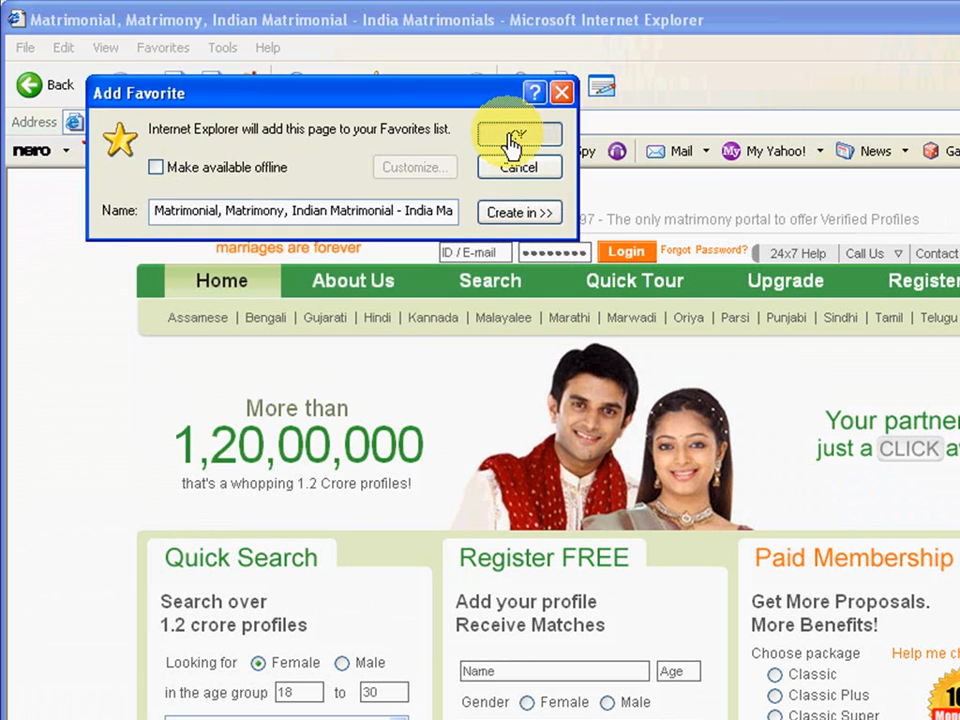 Matrimonial, Matrimony, Indian Matrimonial - India Matrimonials - Microsoft Internet Explorer
File Edit View Favorites Tools Help
Back
Add Favorite
Address
Internet Explorer will add this page to your Favorites list.
OK
Make available offline
Customize...
Cancel
nero
Mail
My Yahoo!
News
Name:
Matrimonial, Matrimony, Indian Matrimonial - India Ma
Create in >>
97 - The only matrimony portal to offer Verified Profiles
marriages are forever
ID / E-mail
Login
Forgot Password?
24x7 Help
Call Us
Contact
Home About Us Search Quick Tour Upgrade Register
Assamese | Bengali | Gujarati | Hindi | Kannada | Malayalee | Marathi | Marwadi | Oriya | Parsi | Punjabi | Sindhi | Tamil | Telugu
More than
1,20,00,000
that's a whopping 1.2 Crore profiles!
Your partne
just a CLICK
Quick Search
Search over
1.2 crore profiles
Looking for Female Male
in the age group 18 to 30
Register FREE
Add your profile
Receive Matches
Name Age
Gender Female Male
Paid Membership
Get More Proposals.
More Benefits!
Choose package
Help me
Classic
Classic Plus
Classic Super